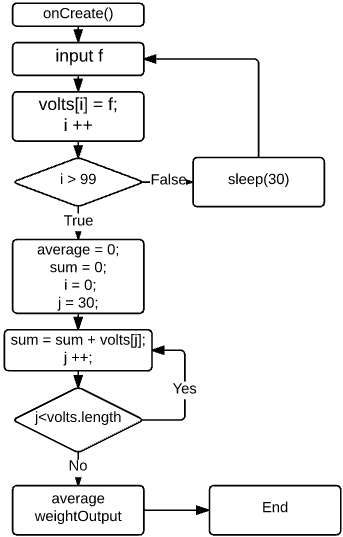 onCreate()
input f
volts[i] = f;
i ++
i > 99
False
sleep(30)
True
average = 0;
sum = 0;
i = 0;
j = 30;
sum = sum + volts[j];
j ++;
Yes
j<volts.length
No
average
weightOutput
End